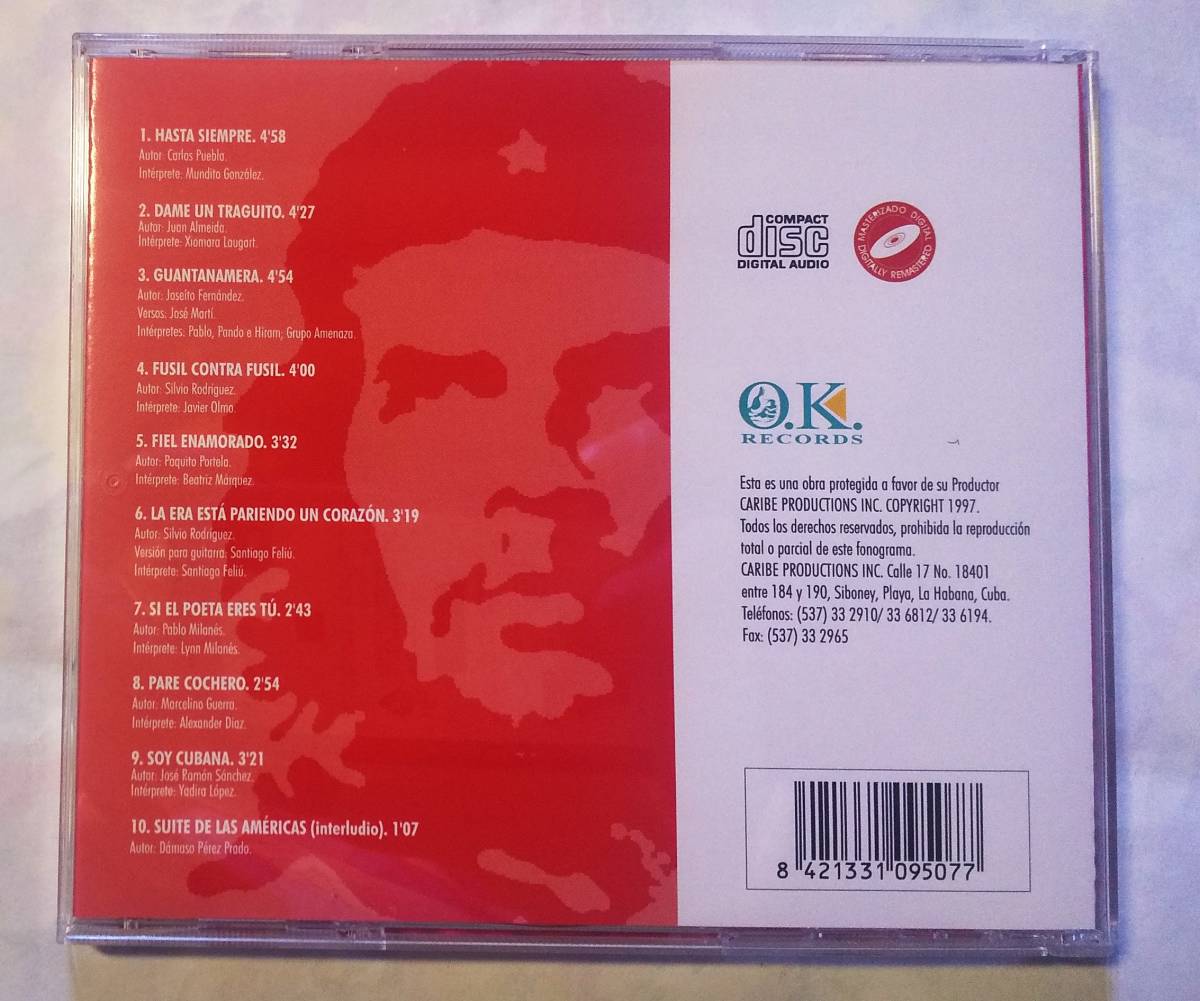 1. HASTA SIEMPRE. 4'58
Autor: Carlos Puebla.
Intérprete: Mundito González.
2. DAME UN TRAGUITO. 4'27
Autor: Juan Almeida.
Intérprete: Xiomara Laugart.
3. GUANTANAMERA. 4'54
Autor: Joseíto Fernández.
Versos: José Martí.
Intérpretes: Pablo, Pando e Hiram; Grupo Amenaza.
4. FUSIL CONTRA FUSIL. 4'00
Autor: Silvio Rodríguez.
Intérprete: Javier Olmo.
5. FIEL ENAMORADO. 3'32
Autor: Paquito Portela.
Intérprete: Beatriz Márquez.
6. LA ERA ESTÁ PARIENDO UN CORAZÓN. 3'19
Autor: Silvio Rodríguez.
Versión para guitarra: Santiago Feliú.
Intérprete: Santiago Feliú.
7. SI EL POETA ERES TÚ. 2'43
Autor: Pablo Milanés.
Intérprete: Lynn Milanés.
8. PARE COCHERO. 2'54
Autor: Marcelino Guerra.
Intérprete: Alexander Díaz.
9. SOY CUBANA. 3'21
Autor: José Ramón Sánchez.
Intérprete: Yadira López.
10. SUITE DE LAS AMÉRICAS (interludio). 1'07
Autor: Dámaso Pérez Prado.
COMPACT
disc
DIGITAL AUDIO
MASTERIZADO DIGITAL
DIGITALLY REMASTERED
O.K.
RECORDS
Esta es una obra protegida a favor de su Productor
CARIBE PRODUCTIONS INC. COPYRIGHT 1997.
Todos los derechos reservados, prohibida la reproducción
total o parcial de este fonograma.
CARIBE PRODUCTIONS INC. Calle 17 No. 18401
entre 184 y 190, Siboney, Playa, La Habana, Cuba.
Teléfonos: (537) 33 2910/ 33 6812/ 33 6194.
Fax: (537) 33 2965
8 421331 095077